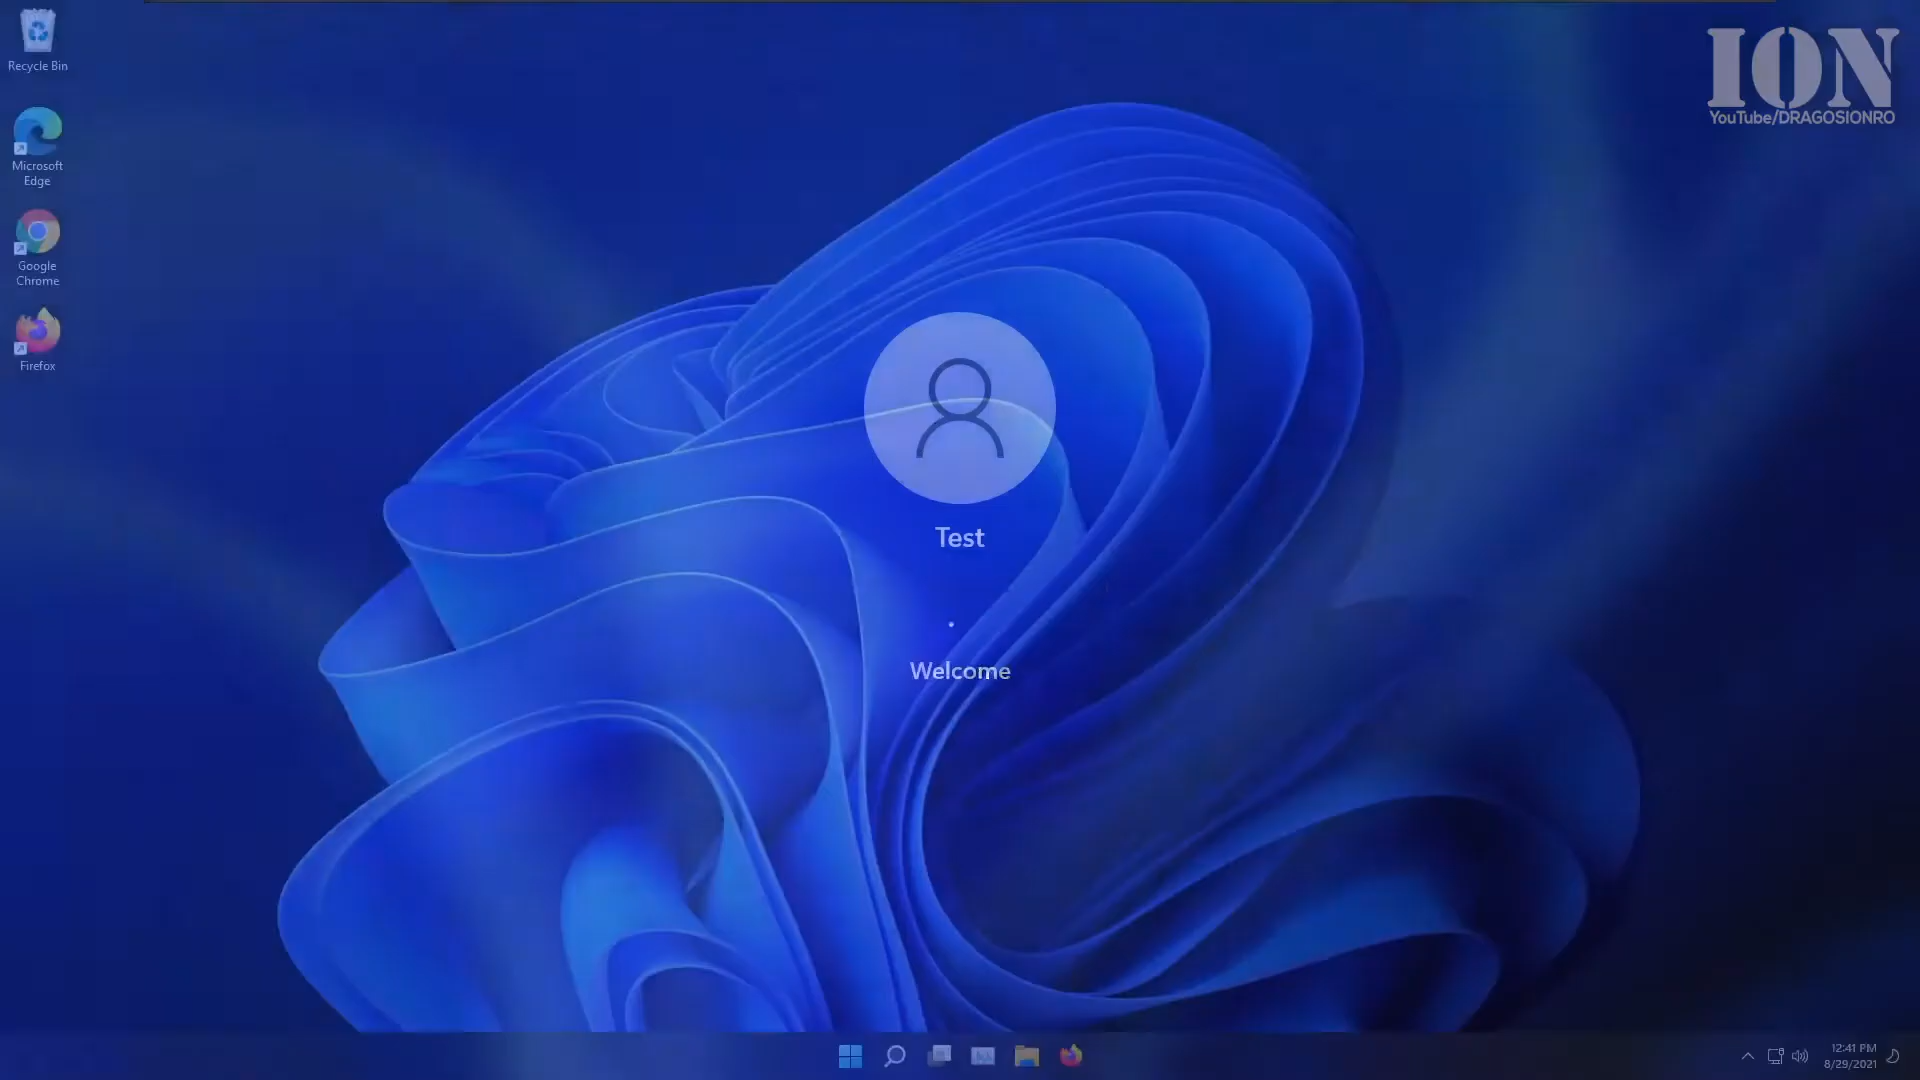 Recycle Bin
Microsoft
Edge
Google
Chrome
Firefox
ION
YouTube/DRAGOSIONRO
Test
Welcome
12:41 PM
8/29/2021